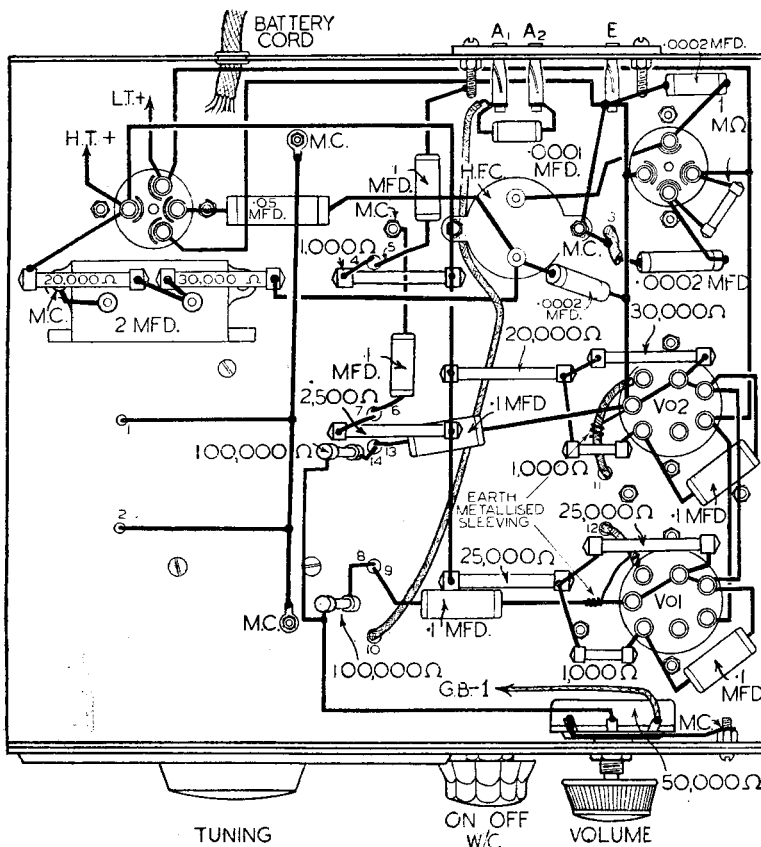 BATTERY
CORD
A1 A2 E
.0002 MFD.
L.T.+
H.T. +
M.C.
1
MΩ
.0001
MFD.
.1
MFD.
H.F.C.
.05
MFD.
M.C.
3
1,000Ω
4 5
M.C.
20,000Ω
30,000 Ω
.0002 MFD
.0002
MFD.
M.C.
2 MFD.
30,000Ω
20,000Ω
.1
MFD.
2,500Ω
7 6
.1 MFD
VO2
1
100,000Ω
14 13
1,000Ω
11
EARTH
METALLISED
SLEEVING
.1 MFD
25,000Ω
2
12
8
9
25,000Ω
VO1
M.C.
.1 MFD.
10
100,000Ω
1,000Ω
.1
MFD
G.B-1
M.C.
50,000Ω
TUNING
ON OFF
W/C.
VOLUME